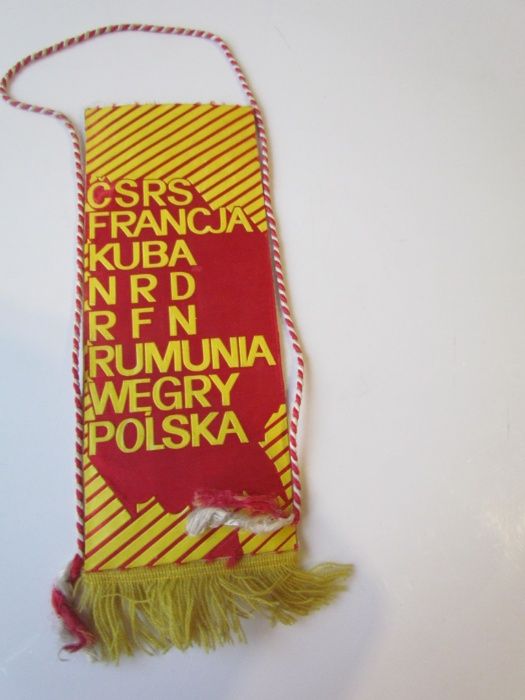 ČSRS
FRANCJA
KUBA
N R D
R F N
RUMUNIA
WĘGRY
POLSKA